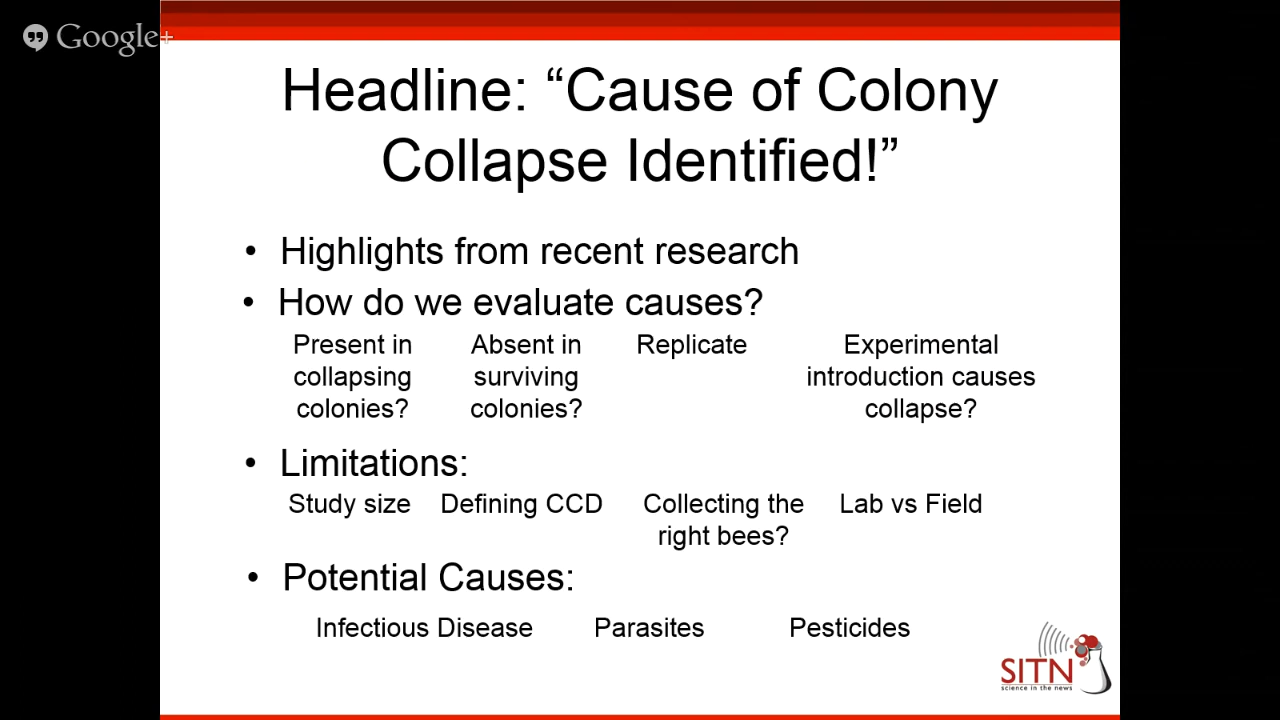 Google+
Headline: “Cause of Colony
Collapse Identified!”
• Highlights from recent research
• How do we evaluate causes?
Present in collapsing colonies?
Absent in surviving colonies?
Replicate
Experimental introduction causes collapse?
• Limitations:
Study size
Defining CCD
Collecting the right bees?
Lab vs Field
• Potential Causes:
Infectious Disease
Parasites
Pesticides
SITN
science in the news